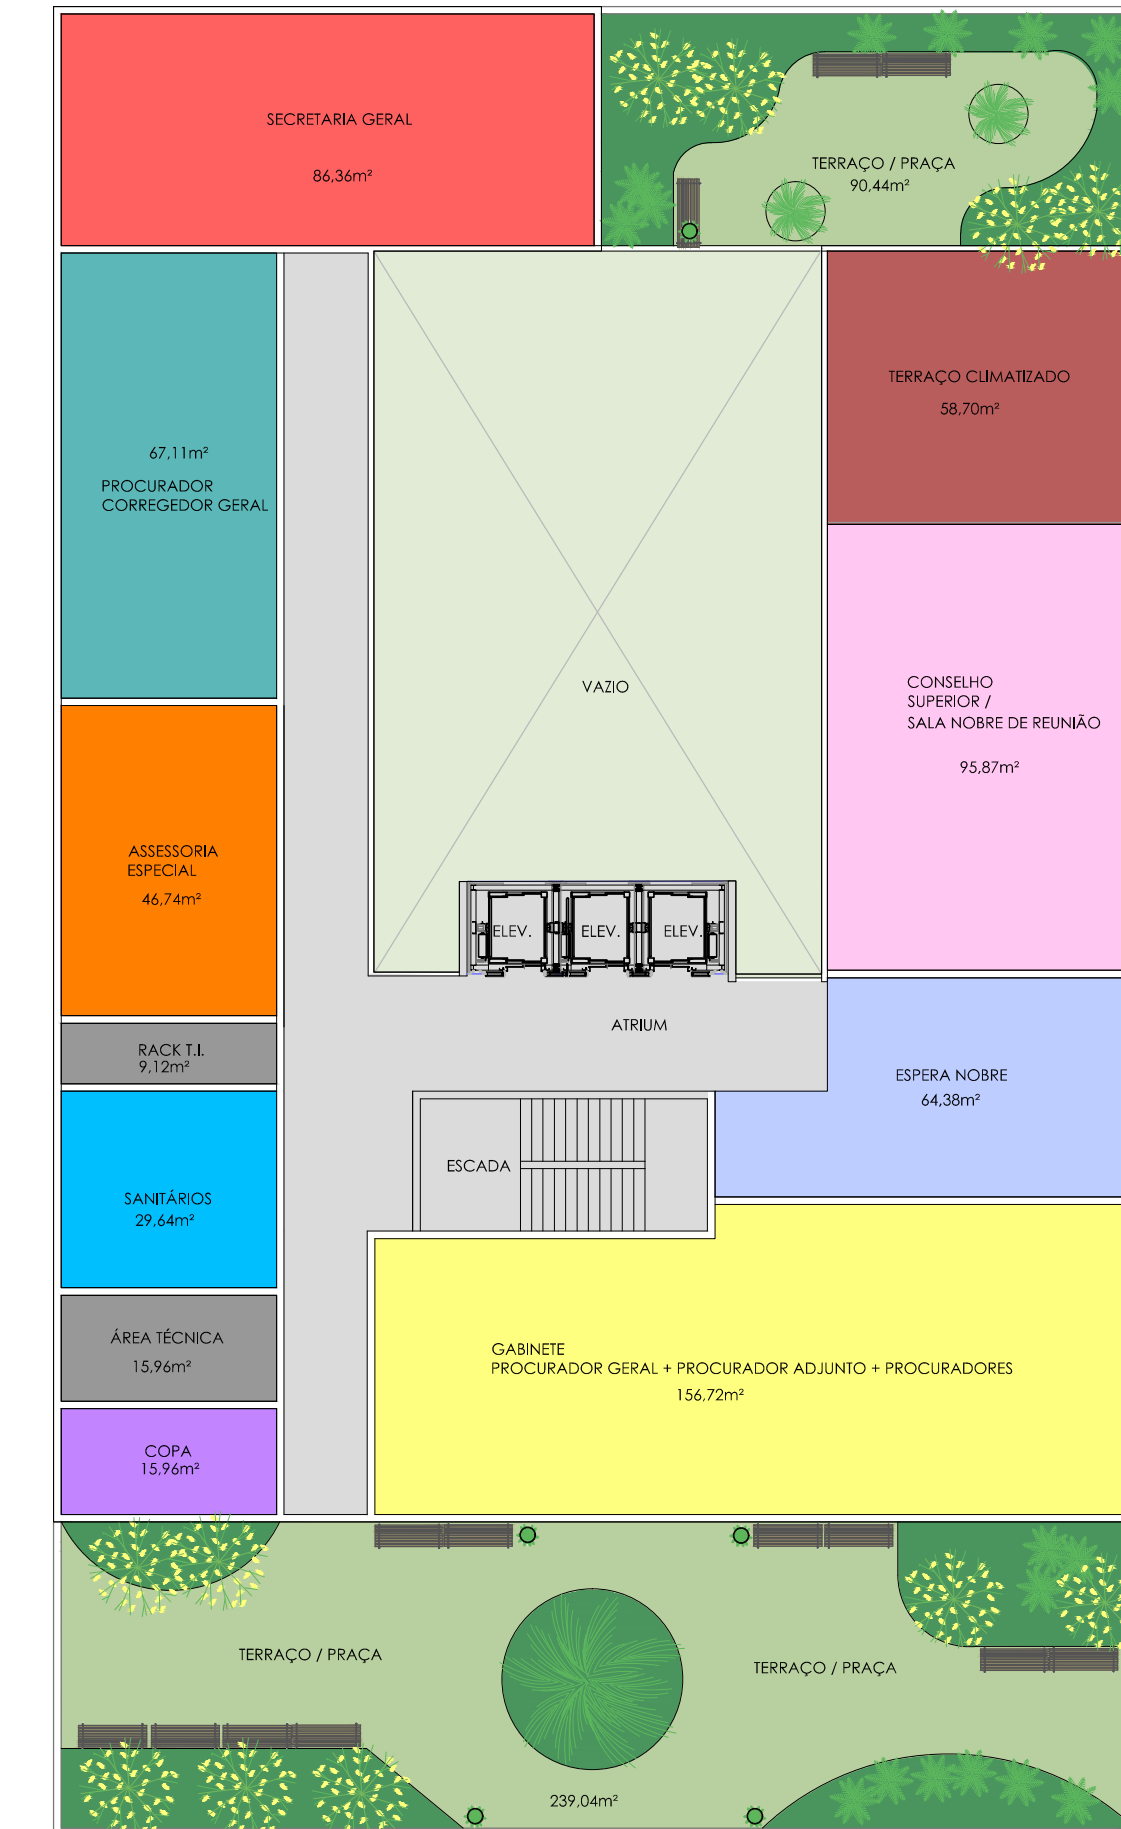 SECRETARIA GERAL
86,36m²
TERRAÇO / PRAÇA
90,44m²
TERRAÇO CLIMATIZADO
58,70m²
67,11m²
PROCURADOR
CORREGEDOR GERAL
VAZIO
CONSELHO
SUPERIOR /
SALA NOBRE DE REUNIÃO
95,87m²
ASSESSORIA
ESPECIAL
46,74m²
ELEV.
ELEV.
ELEV.
ATRIUM
RACK T.I.
9,12m²
ESPERA NOBRE
64,38m²
ESCADA
SANITÁRIOS
29,64m²
ÁREA TÉCNICA
15,96m²
GABINETE
PROCURADOR GERAL + PROCURADOR ADJUNTO + PROCURADORES
156,72m²
COPA
15,96m²
TERRAÇO / PRAÇA
TERRAÇO / PRAÇA
239,04m²